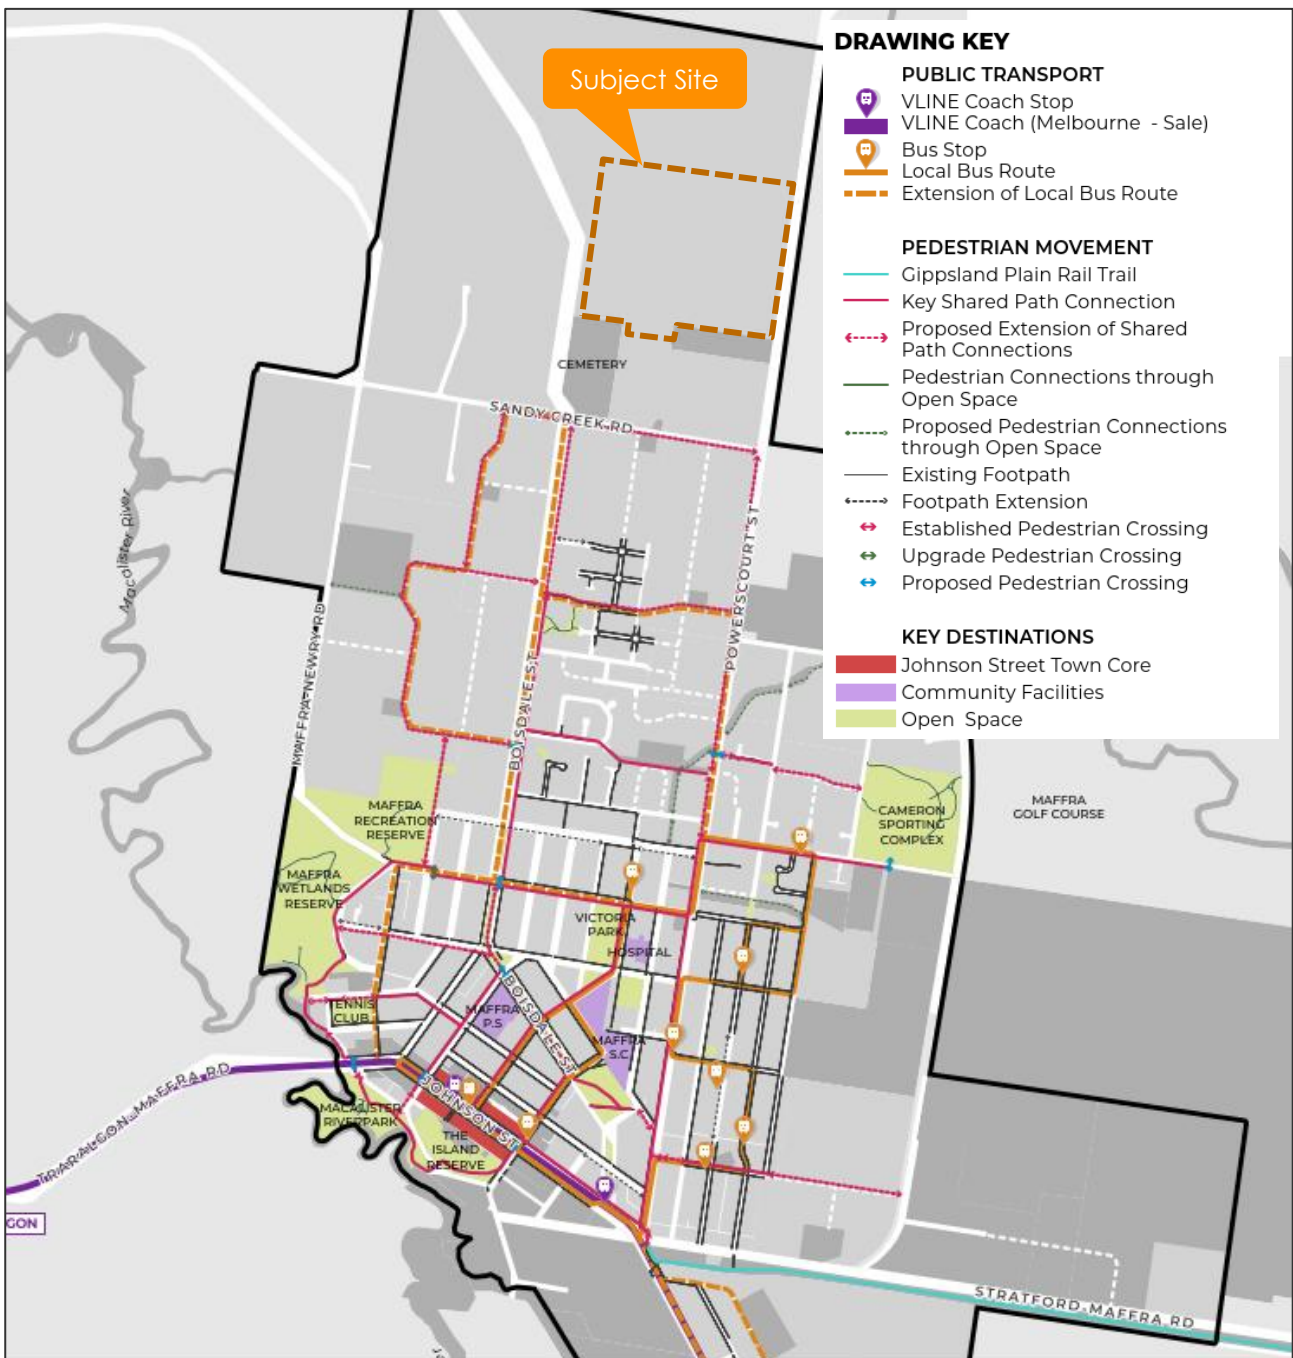 Subject Site
DRAWING KEY
PUBLIC TRANSPORT
VLINE Coach Stop
VLINE Coach (Melbourne - Sale)
Bus Stop
Local Bus Route
Extension of Local Bus Route
PEDESTRIAN MOVEMENT
Gippsland Plain Rail Trail
Key Shared Path Connection
Proposed Extension of Shared
Path Connections
Pedestrian Connections through
Open Space
Proposed Pedestrian Connections
through Open Space
Existing Footpath
Footpath Extension
Established Pedestrian Crossing
Upgrade Pedestrian Crossing
Proposed Pedestrian Crossing
KEY DESTINATIONS
Johnson Street Town Core
Community Facilities
Open Space
CEMETERY
SANDY CREEK RD
Macalister River
POWERSCOURT ST
MAFFRA-NEWRY RD
BOISDALE ST
MAFFRA
RECREATION
RESERVE
CAMERON
SPORTING
COMPLEX
MAFFRA
GOLF COURSE
MAFFRA
WETLANDS
RESERVE
VICTORIA
PARK
HOSPITAL
BOISDALE ST
TENNIS
CLUB
MAFFRA
P.S
MAFFRA
S.C.
TRARALGON-MAFFRA RD
JOHNSON ST
MACALISTER
RIVERPARK
THE
ISLAND
RESERVE
GON
STRATFORD-MAFFRA RD